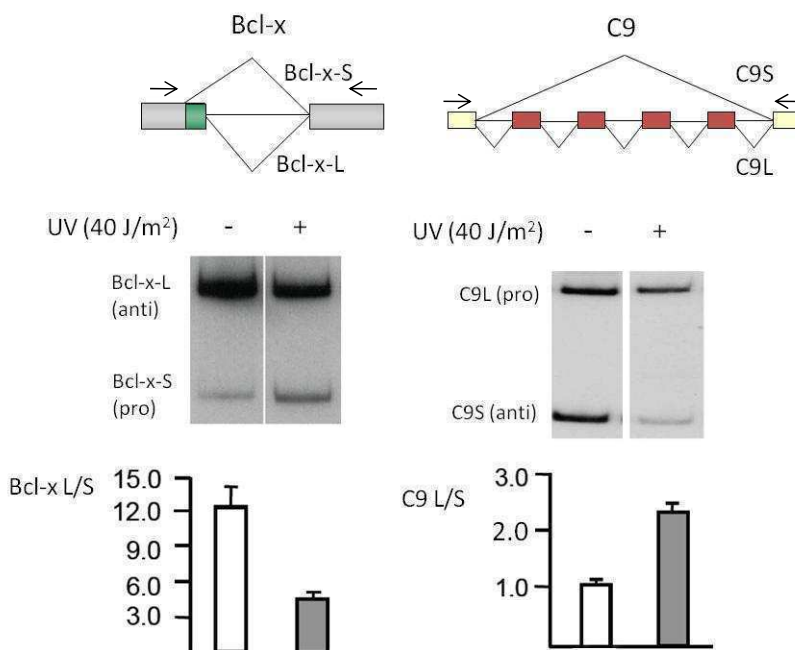 Bcl-x
Bcl-x-S
Bcl-x-L
UV (40 J/m²) - +
Bcl-x-L
(anti)
Bcl-x-S
(pro)
Bcl-x L/S
15.0
12.0
9.0
6.0
3.0
C9
C9S
C9L
UV (40 J/m²) - +
C9L (pro)
C9S (anti)
C9 L/S
3.0
2.0
1.0